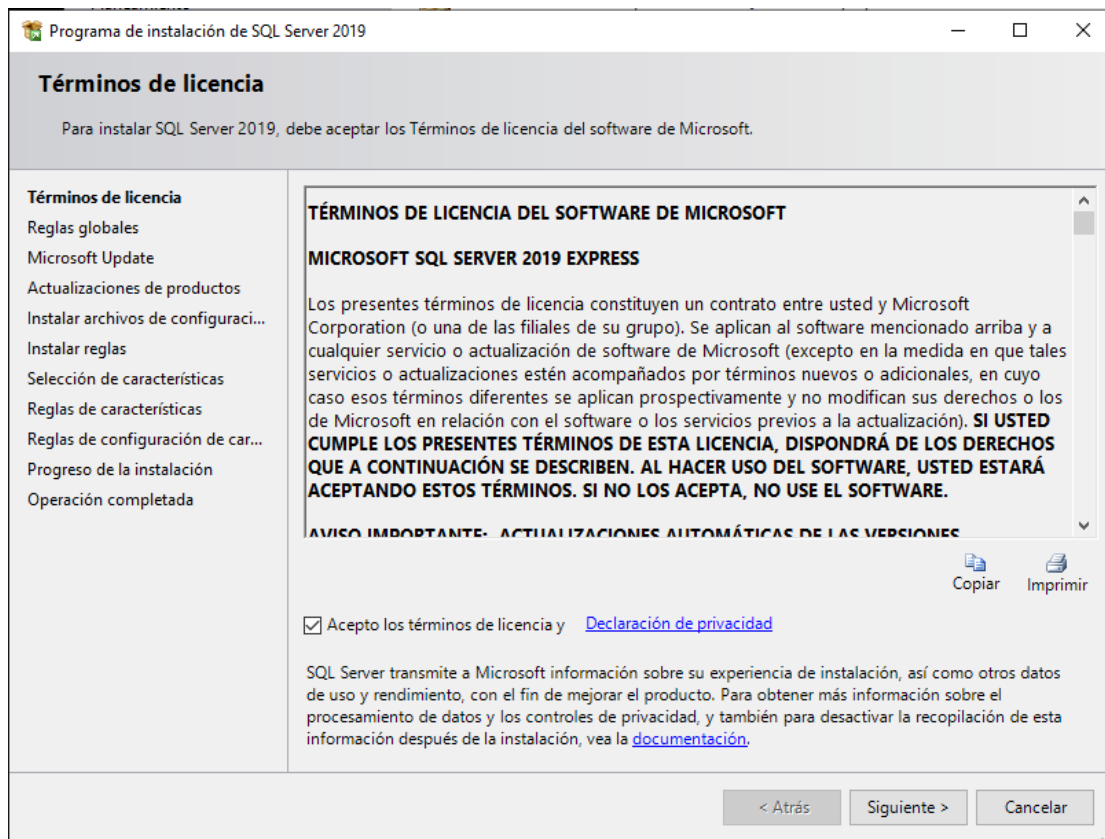 Programa de instalación de SQL Server 2019
Términos de licencia
Para instalar SQL Server 2019, debe aceptar los Términos de licencia del software de Microsoft.
Términos de licencia
Reglas globales
Microsoft Update
Actualizaciones de productos
Instalar archivos de configuraci...
Instalar reglas
Selección de características
Reglas de características
Reglas de configuración de car...
Progreso de la instalación
Operación completada
TÉRMINOS DE LICENCIA DEL SOFTWARE DE MICROSOFT
MICROSOFT SQL SERVER 2019 EXPRESS
Los presentes términos de licencia constituyen un contrato entre usted y Microsoft
Corporation (o una de las filiales de su grupo). Se aplican al software mencionado arriba y a
cualquier servicio o actualización de software de Microsoft (excepto en la medida en que tales
servicios o actualizaciones estén acompañados por términos nuevos o adicionales, en cuyo
caso esos términos diferentes se aplican prospectivamente y no modifican sus derechos o los
de Microsoft en relación con el software o los servicios previos a la actualización). SI USTED
CUMPLE LOS PRESENTES TÉRMINOS DE ESTA LICENCIA, DISPONDRÁ DE LOS DERECHOS
QUE A CONTINUACIÓN SE DESCRIBEN. AL HACER USO DEL SOFTWARE, USTED ESTARÁ
ACEPTANDO ESTOS TÉRMINOS. SI NO LOS ACEPTA, NO USE EL SOFTWARE.
AVISO IMPORTANTE: ACTUALIZACIONES AUTOMÁTICAS DE LAS VERSIONES
Copiar
Imprimir
Acepto los términos de licencia y Declaración de privacidad
SQL Server transmite a Microsoft información sobre su experiencia de instalación, así como otros datos
de uso y rendimiento, con el fin de mejorar el producto. Para obtener más información sobre el
procesamiento de datos y los controles de privacidad, y también para desactivar la recopilación de esta
información después de la instalación, vea la documentación.
< Atrás
Siguiente >
Cancelar